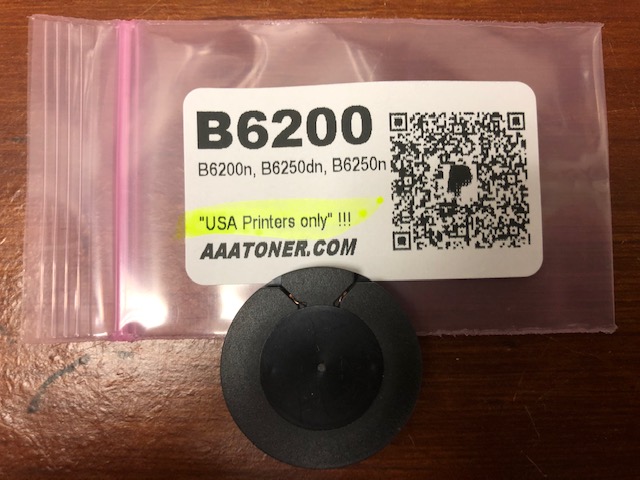 B6200
B6200n, B6250dn, B6250n
"USA Printers only" !!!
AAATONER.COM